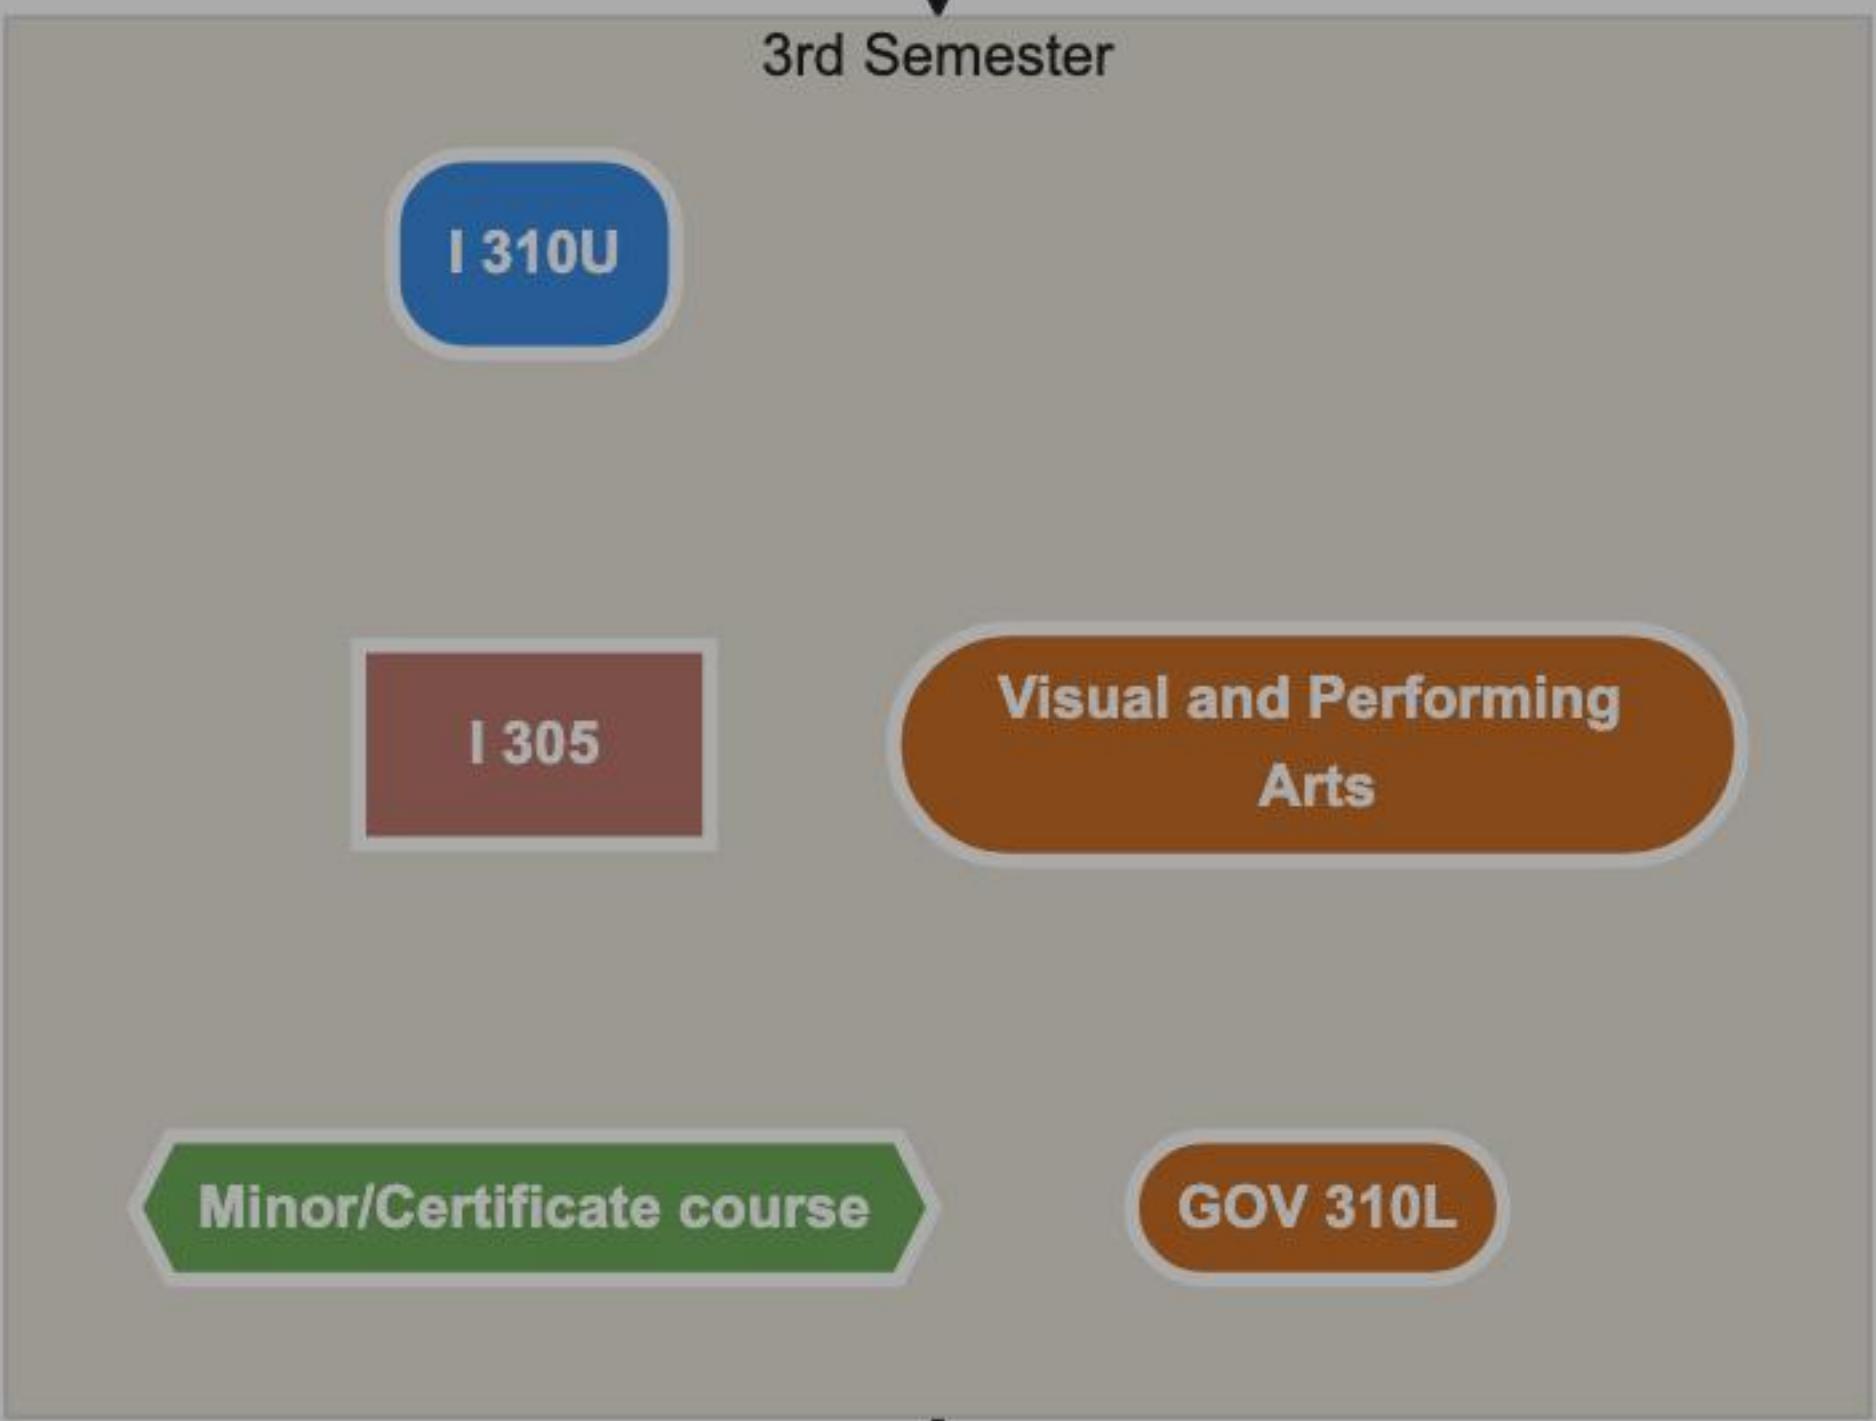 3rd Semester
I 310U
I 305
Visual and Performing
Arts
Minor/Certificate course
GOV 310L